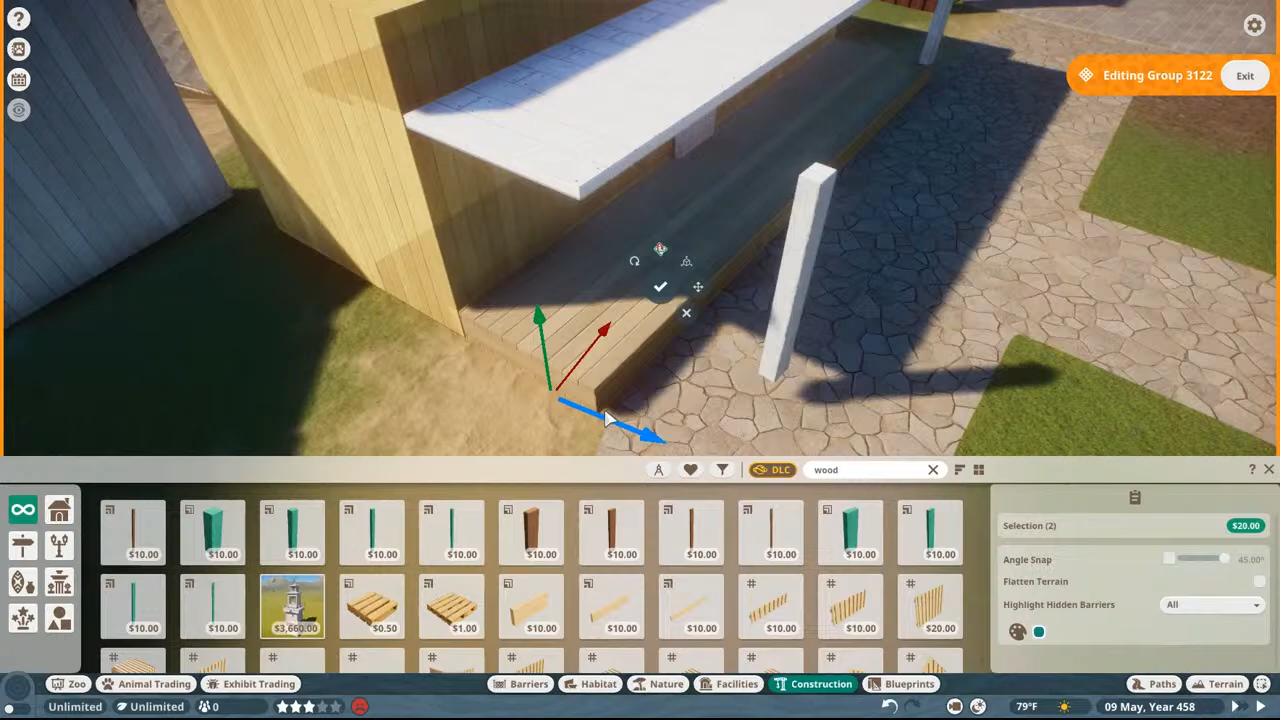 ?
Editing Group 3122 Exit
DLC wood ?
$10.00 $10.00 $10.00 $10.00 $10.00 $10.00 $10.00 $10.00 $10.00 $10.00 $10.00
$10.00 $10.00 $3,660.00 $0.50 $1.00 $10.00 $10.00 $10.00 $10.00 $10.00 $20.00
Selection (2) $20.00
Angle Snap 45.00°
Flatten Terrain
Highlight Hidden Barriers All
Zoo Animal Trading Exhibit Trading Barriers Habitat Nature Facilities Construction Blueprints Paths Terrain
Unlimited Unlimited 0 79°F 09 May, Year 458